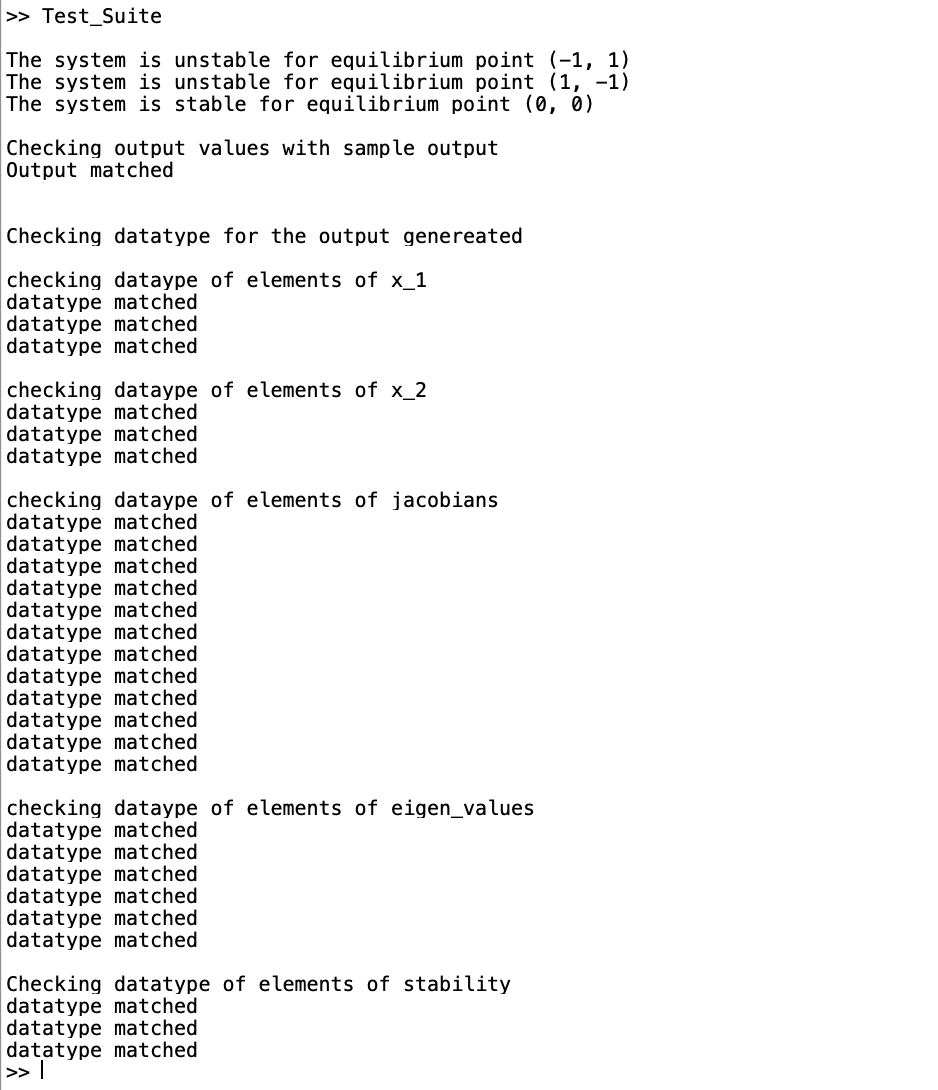 >> Test_Suite
The system is unstable for equilibrium point (-1, 1)
The system is unstable for equilibrium point (1, -1)
The system is stable for equilibrium point (0, 0)
Checking output values with sample output
Output matched
Checking datatype for the output genereated
checking dataype of elements of x_1
datatype matched
datatype matched
datatype matched
checking dataype of elements of x_2
datatype matched
datatype matched
datatype matched
checking dataype of elements of jacobians
datatype matched
datatype matched
datatype matched
datatype matched
datatype matched
datatype matched
datatype matched
datatype matched
datatype matched
datatype matched
datatype matched
datatype matched
checking dataype of elements of eigen_values
datatype matched
datatype matched
datatype matched
datatype matched
datatype matched
datatype matched
Checking datatype of elements of stability
datatype matched
datatype matched
datatype matched
>>